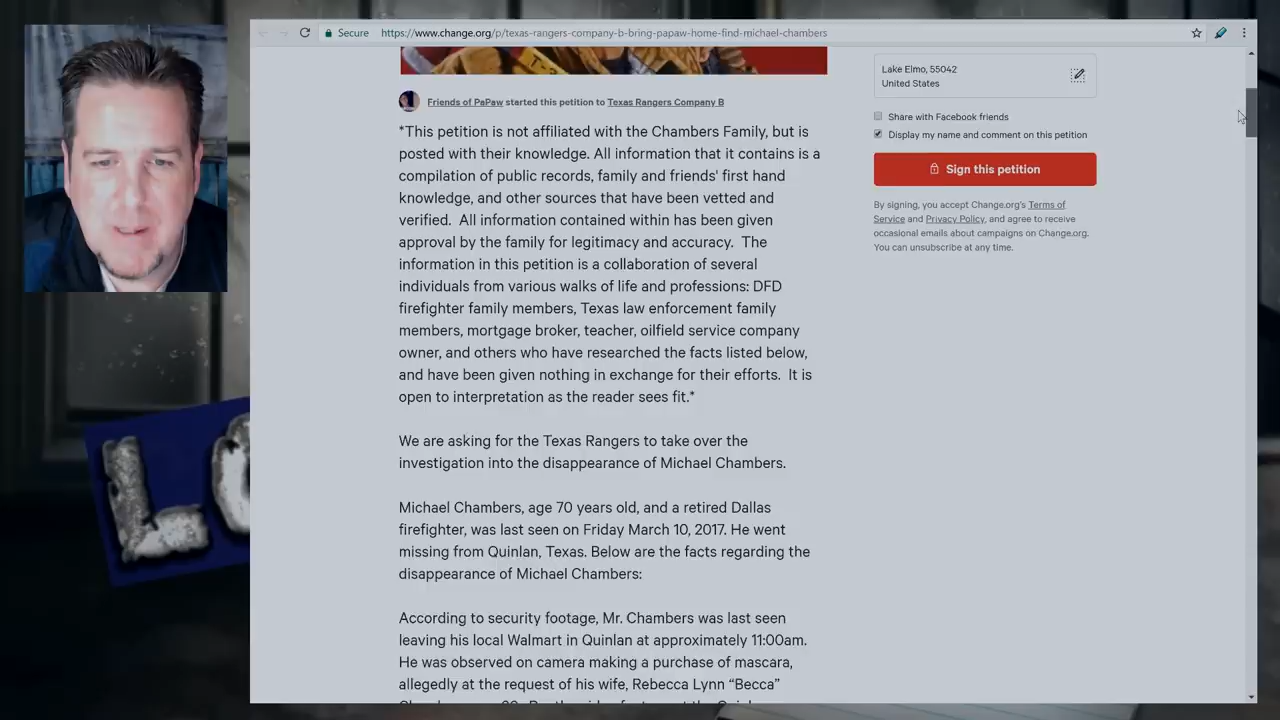 Secure
https://www.change.org/p/texas-rangers-company-b-bring-papaw-home-find-michael-chambers
Friends of PaPaw started this petition to Texas Rangers Company B
*This petition is not affiliated with the Chambers Family, but is
posted with their knowledge. All information that it contains is a
compilation of public records, family and friends' first hand
knowledge, and other sources that have been vetted and
verified.  All information contained within has been given
approval by the family for legitimacy and accuracy.  The
information in this petition is a collaboration of several
individuals from various walks of life and professions: DFD
firefighter family members, Texas law enforcement family
members, mortgage broker, teacher, oilfield service company
owner, and others who have researched the facts listed below,
and have been given nothing in exchange for their efforts.  It is
open to interpretation as the reader sees fit.*
We are asking for the Texas Rangers to take over the
investigation into the disappearance of Michael Chambers.
Michael Chambers, age 70 years old, and a retired Dallas
firefighter, was last seen on Friday March 10, 2017. He went
missing from Quinlan, Texas. Below are the facts regarding the
disappearance of Michael Chambers:
According to security footage, Mr. Chambers was last seen
leaving his local Walmart in Quinlan at approximately 11:00am.
He was observed on camera making a purchase of mascara,
allegedly at the request of his wife, Rebecca Lynn “Becca”
Lake Elmo, 55042
United States
Share with Facebook friends
Display my name and comment on this petition
Sign this petition
By signing, you accept Change.org's Terms of
Service and Privacy Policy, and agree to receive
occasional emails about campaigns on Change.org.
You can unsubscribe at any time.
LO